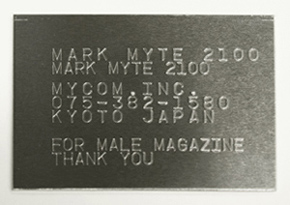 MARK MYTE 2100
MARK MYTE 2100
MYCOM.INC.
075-382-1580
KYOTO JAPAN
FOR MALE MAGAZINE
THANK YOU